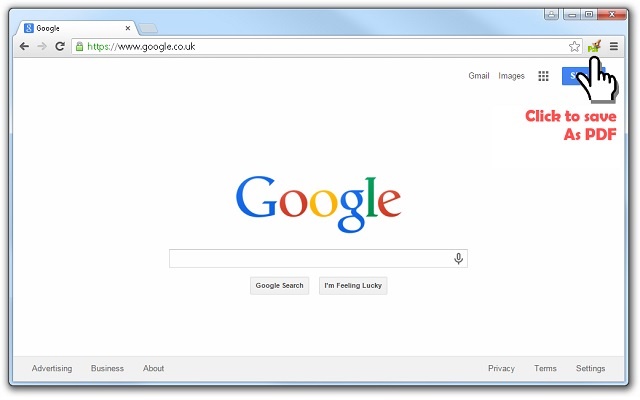 Google
https://www.google.co.uk
Gmail Images
Click to save
As PDF
Google
Google Search I'm Feeling Lucky
Advertising Business About Privacy Terms Settings